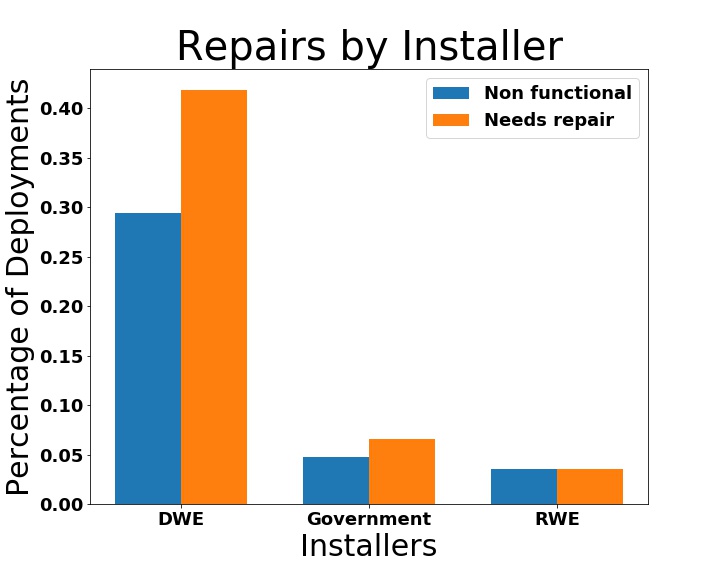 Repairs by Installer
Non functional
Needs repair
Percentage of Deployments
0.40
0.35
0.30
0.25
0.20
0.15
0.10
0.05
0.00
DWE
Government
RWE
Installers